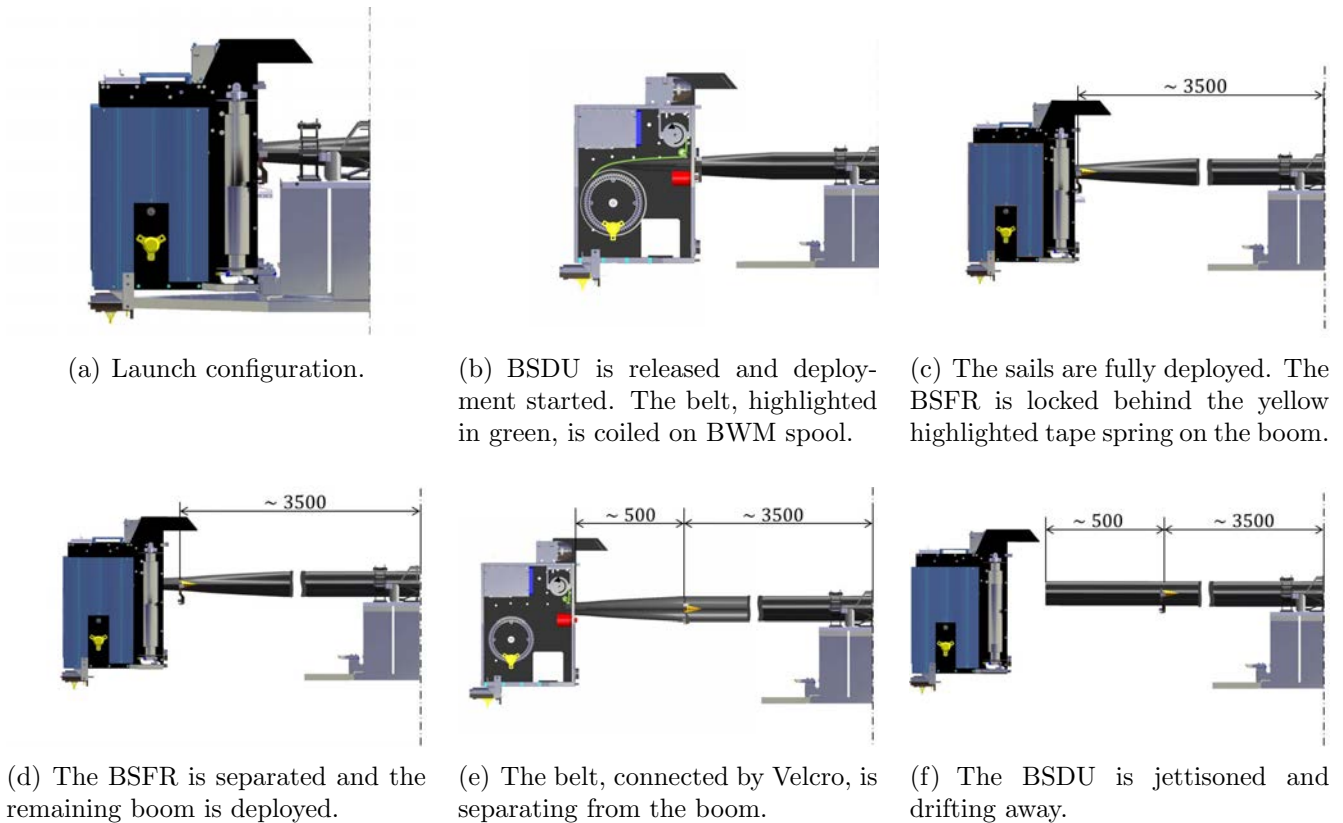 ~ 3500
(a) Launch configuration.
(b) BSDU is released and deploy-
ment started. The belt, highlighted
in green, is coiled on BWM spool.
(c) The sails are fully deployed. The
BSFR is locked behind the yellow
highlighted tape spring on the boom.
~ 3500
~ 500
~ 3500
~ 500
~ 3500
(d) The BSFR is separated and the
remaining boom is deployed.
(e) The belt, connected by Velcro, is
separating from the boom.
(f) The BSDU is jettisoned and
drifting away.